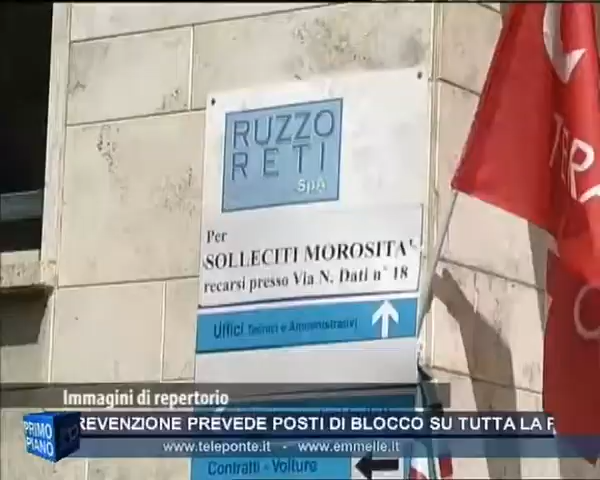 RUZZO
RETI
SpA
Per
SOLLECITI MOROSITA'
recarsi presso Via N. Dati n° 18
Uffici Tecnici e Amministrativi
Immagini di repertorio
PRIMO
PIANO
REVENZIONE PREVEDE POSTI DI BLOCCO SU TUTTA LA
www.teleponte.it - www.emmelle.it
Contratti - Volture